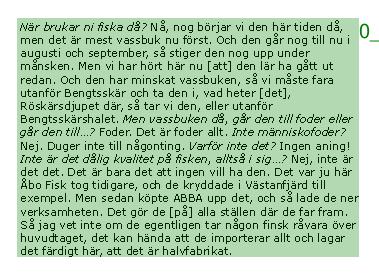 När brukar ni fiska då? Nå, nog börjar vi den här tiden då,
men det är mest vassbuk nu först. Och den går nog till nu i
augusti och september, så stiger den nog upp under
månsken. Men vi har hört här nu [att] den lär ha gått ut
redan. Och den har minskat vassbuken, så vi måste fara
utanför Bengtsskär och ta den i, vad heter [det],
Röskärsdjupet där, så tar vi den, eller utanför
Bengtsskärshalet. Men vassbuken då, går den till foder eller
går den till...? Foder. Det är foder allt. Inte människofoder?
Nej. Duger inte till någonting. Varför inte det? Ingen aning!
Inte är det dålig kvalitet på fisken, alltså i sig...? Nej, inte är
det det. Det är bara det att ingen vill ha den. Det var ju här
Åbo Fisk tog tidigare, och de kryddade i Västanfjärd till
exempel. Men sedan köpte ABBA upp det, och så lade de ner
verksamheten. Det gör de [på] alla ställen där de far fram.
Så jag vet inte om de egentligen tar någon finsk råvara över
huvudtaget, det kan hända att de importerar allt och lagar
det färdigt här, att det är halvfabrikat.
0_